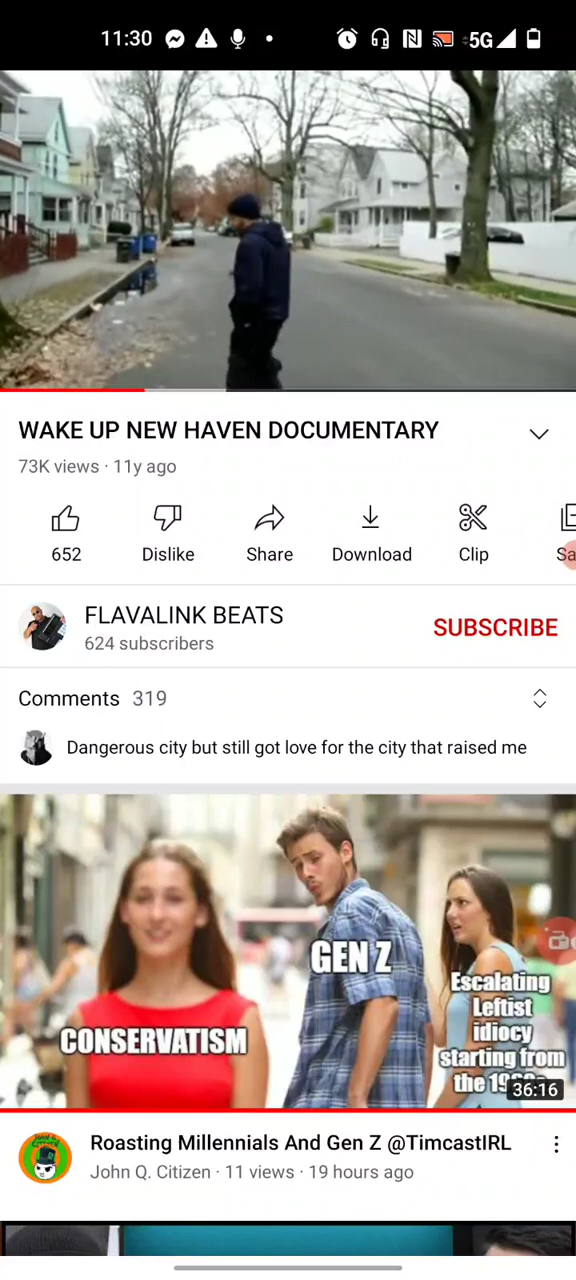 11:30
5G
WAKE UP NEW HAVEN DOCUMENTARY
73K views · 11y ago
652
Dislike
Share
Download
Clip
FLAVALINK BEATS
624 subscribers
SUBSCRIBE
Comments 319
Dangerous city but still got love for the city that raised me
CONSERVATISM
GEN Z
Escalating
Leftist
idiocy
starting from
the
36:16
Roasting Millennials And Gen Z @TimcastIRL
John Q. Citizen · 11 views · 19 hours ago